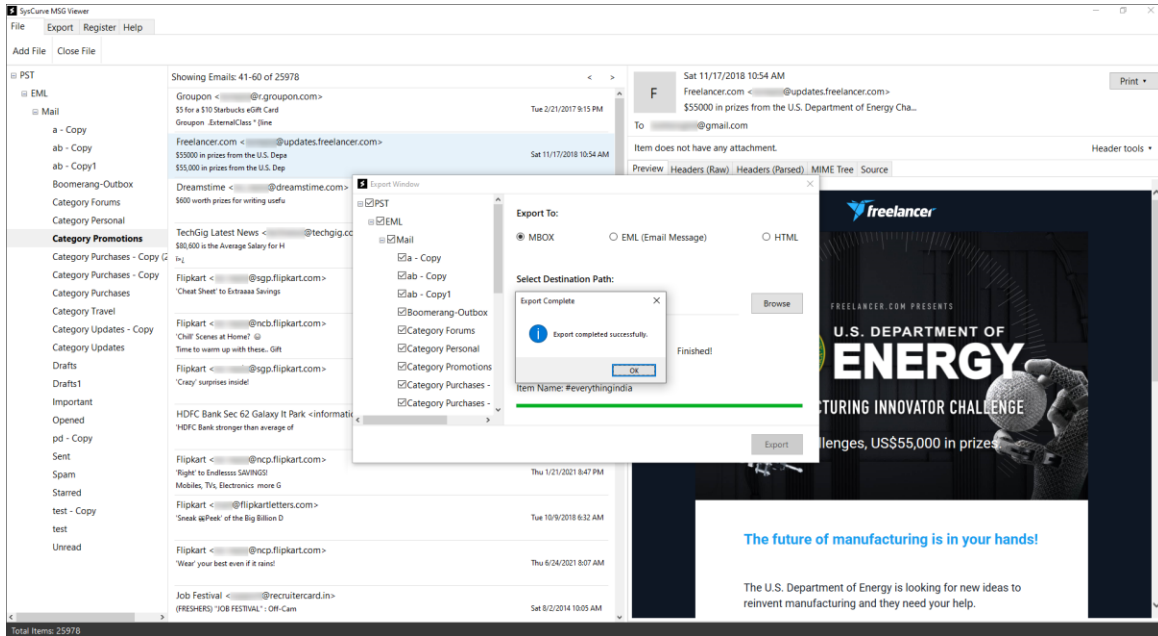 SysCurve MSG Viewer
File Export Register Help
Add File Close File
PST
EML
Mail
a - Copy
ab - Copy
ab - Copy1
Boomerang-Outbox
Category Forums
Category Personal
Category Promotions
Category Purchases - Copy
Category Purchases - Copy
Category Purchases
Category Travel
Category Updates - Copy
Category Updates
Drafts
Drafts1
Important
Opened
pd - Copy
Sent
Spam
Starred
test - Copy
test
Unread
Total Items: 25978
Showing Emails: 41-60 of 25978 < >
Groupon < @r.groupon.com>
$5 for a $10 Starbucks eGift Card Tue 2/21/2017 9:15 PM
Groupon .ExternalClass * {line
Freelancer.com < @updates.freelancer.com>
$55000 in prizes from the U.S. Depa Sat 11/17/2018 10:54 AM
$55,000 in prizes from the U.S. Dep
Dreamstime < @dreamstime.com>
$600 worth prizes for writing usefu
TechGig Latest News < @techgig.cc
$80,600 is the Average Salary for H
Flipkart < @sgp.flipkart.com>
'Cheat Sheet' to Extraaaa Savings
Flipkart < @ncb.flipkart.com>
'Chill' Scenes at Home? 😉
Time to warm up with these.. Gift
Flipkart < @sgp.flipkart.com>
'Crazy' surprises inside!
HDFC Bank Sec 62 Galaxy It Park <informatic
'HDFC Bank stronger than average of
Flipkart < @ncp.flipkart.com>
'Right' to Endlessss SAVINGS! Thu 1/21/2021 8:47 PM
Mobiles, TVs, Electronics more G
Flipkart < @flipkartletters.com>
'Sneak 👀Peek' of the Big Billion D Tue 10/9/2018 6:32 AM
Flipkart < @ncp.flipkart.com>
'Wear' your best even if it rains! Thu 6/24/2021 8:07 AM
Job Festival < @recruitercard.in>
(FRESHERS) "JOB FESTIVAL" : Off-Cam Sat 8/2/2014 10:05 AM
Export Window
PST
EML
Mail
a - Copy
ab - Copy
ab - Copy1
Boomerang-Outbox
Category Forums
Category Personal
Category Promotions
Category Purchases -
Category Purchases -
Export To:
MBOX EML (Email Message) HTML
Select Destination Path:
Browse
Finished!
Item Name: #everythingindia
Export
Export Complete
Export completed successfully.
OK
F
Sat 11/17/2018 10:54 AM
Freelancer.com < @updates.freelancer.com>
$55000 in prizes from the U.S. Department of Energy Cha...
Print
To @gmail.com
Item does not have any attachment. Header tools
Preview Headers (Raw) Headers (Parsed) MIME Tree Source
freelancer
FREELANCER.COM PRESENTS
U.S. DEPARTMENT OF
ENERGY
TURING INNOVATOR CHALLENGE
llenges, US$55,000 in prizes
The future of manufacturing is in your hands!
The U.S. Department of Energy is looking for new ideas to
reinvent manufacturing and they need your help.